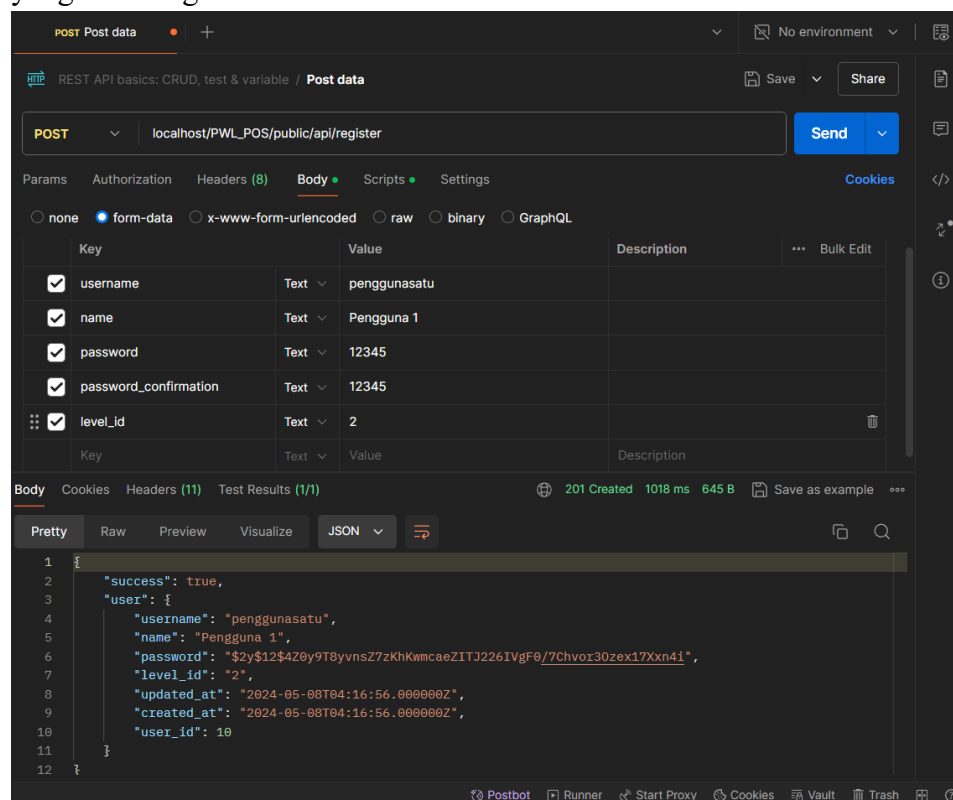 POST Post data
No environment
HTTP REST API basics: CRUD, test & variable / Post data Save Share
POST localhost/PWL_POS/public/api/register Send
Params Authorization Headers (8) Body Scripts Settings Cookies
none form-data x-www-form-urlencoded raw binary GraphQL
Key Value Description Bulk Edit
username Text penggunasatu
name Text Pengguna 1
password Text 12345
password_confirmation Text 12345
level_id Text 2
Key Text Value Description
Body Cookies Headers (11) Test Results (1/1) 201 Created 1018 ms 645 B Save as example
Pretty Raw Preview Visualize JSON
1 {
2 "success": true,
3 "user": {
4 "username": "penggunasatu",
5 "name": "Pengguna 1",
6 "password": "$2y$12$4Z0y9T8yvnsZ7zKhKwmcaeZITJ226IVgF0/7Chvor3Ozex17Xxn4i",
7 "level_id": "2",
8 "updated_at": "2024-05-08T04:16:56.000000Z",
9 "created_at": "2024-05-08T04:16:56.000000Z",
10 "user_id": 10
11 }
12 }
Postbot Runner Start Proxy Cookies Vault Trash